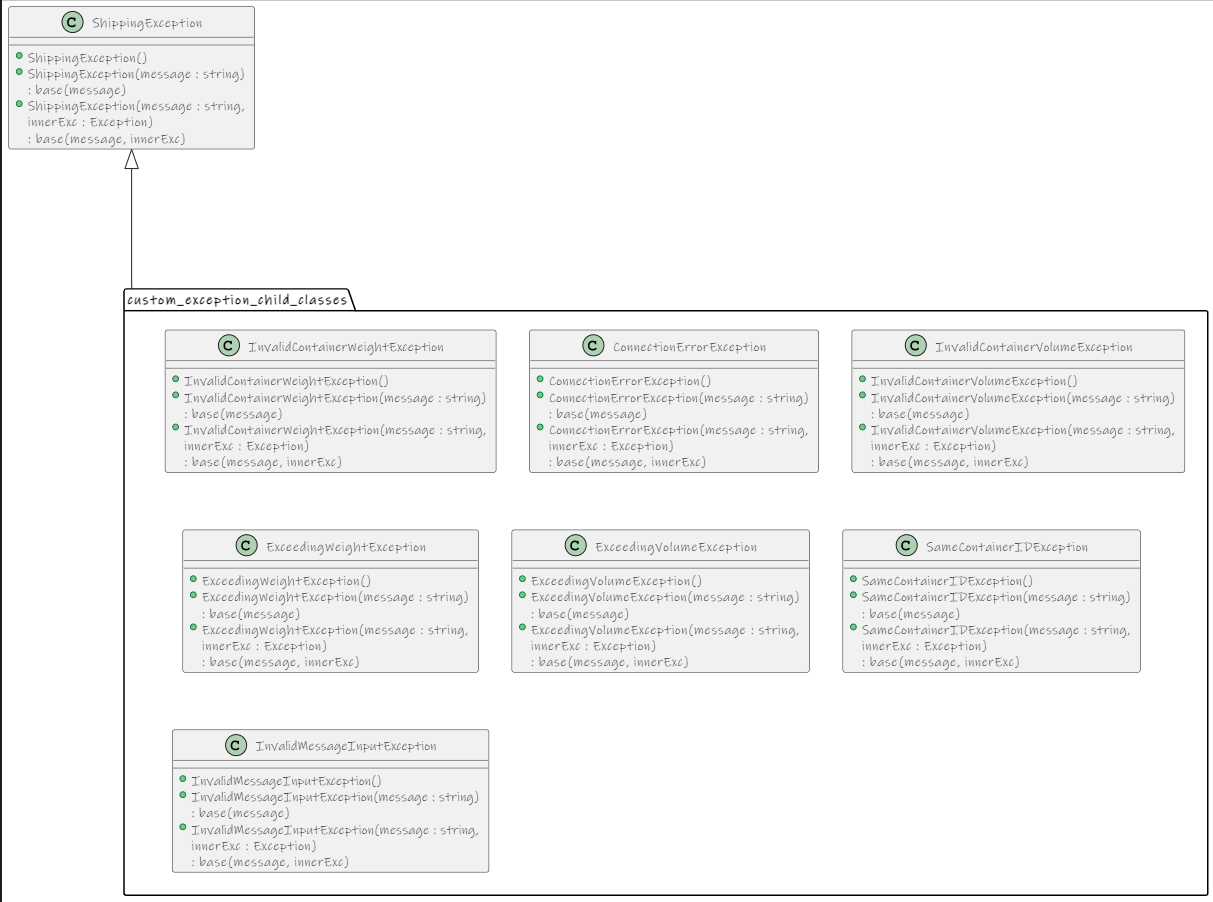 C ShippingException
ShippingException()
ShippingException(message : string)
: base(message)
ShippingException(message : string,
innerExc : Exception)
: base(message, innerExc)
custom_exception_child_classes
C InvalidContainerWeightException
InvalidContainerWeightException()
InvalidContainerWeightException(message : string)
: base(message)
InvalidContainerWeightException(message : string,
innerExc : Exception)
: base(message, innerExc)
C ConnectionErrorException
ConnectionErrorException()
ConnectionErrorException(message : string)
: base(message)
ConnectionErrorException(message : string,
innerExc : Exception)
: base(message, innerExc)
C InvalidContainerVolumeException
InvalidContainerVolumeException()
InvalidContainerVolumeException(message : string)
: base(message)
InvalidContainerVolumeException(message : string,
innerExc : Exception)
: base(message, innerExc)
C ExceedingWeightException
ExceedingWeightException()
ExceedingWeightException(message : string)
: base(message)
ExceedingWeightException(message : string,
innerExc : Exception)
: base(message, innerExc)
C ExceedingVolumeException
ExceedingVolumeException()
ExceedingVolumeException(message : string)
: base(message)
ExceedingVolumeException(message : string,
innerExc : Exception)
: base(message, innerExc)
C SameContainerIDException
SameContainerIDException()
SameContainerIDException(message : string)
: base(message)
SameContainerIDException(message : string,
innerExc : Exception)
: base(message, innerExc)
C InvalidMessageInputException
InvalidMessageInputException()
InvalidMessageInputException(message : string)
: base(message)
InvalidMessageInputException(message : string,
innerExc : Exception)
: base(message, innerExc)